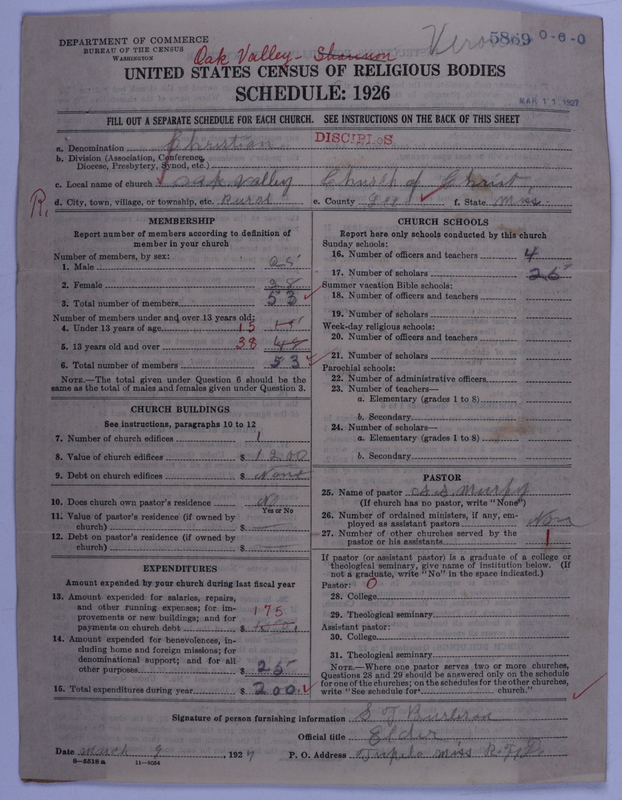 DEPARTMENT OF COMMERCE
BUREAU OF THE CENSUS
WASHINGTON
Oak Valley - Shannon
5869 0-6-0
UNITED STATES CENSUS OF RELIGIOUS BODIES
SCHEDULE: 1926
MAR 11 1927
FILL OUT A SEPARATE SCHEDULE FOR EACH CHURCH. SEE INSTRUCTIONS ON THE BACK OF THIS SHEET
DISCIPLOS
a. Denomination Christian
b. Division (Association, Conference, Diocese, Presbytery, Synod, etc.)
c. Local name of church Oak Valley Church of Christ
R.
d. City, town, village, or township, etc. Rural e. County Lee f. State. Miss.
MEMBERSHIP
Report number of members according to definition of
member in your church
Number of members, by sex:
1. Male 25
2. Female 28
3. Total number of members 53
Number of members under and over 13 years old:
4. Under 13 years of age 15
5. 13 years old and over 38 48
6. Total number of members 53
NOTE.—The total given under Question 6 should be
same as the total of males and females given under Question 3.
CHURCH BUILDINGS
See instructions, paragraphs 10 to 12
7. Number of church edifices 1
8. Value of church edifices $ 1200
9. Debt on church edifices $ None
10. Does church own pastor's residence No
Yes or No
11. Value of pastor's residence (if owned by
church) $
12. Debt on pastor's residence (if owned by
church) $
EXPENDITURES
Amount expended by your church during last fiscal year
13. Amount expended for salaries, repairs,
and other running expenses; for im-
provements or new buildings; and for
payments on church debt $ 175
14. Amount expended for benevolences, in-
cluding home and foreign missions; for
denominational support; and for all
other purposes $ 25
15. Total expenditures during year $ 200
CHURCH SCHOOLS
Report here only schools conducted by this church
Sunday schools:
16. Number of officers and teachers 4
17. Number of scholars 25
Summer vacation Bible schools:
18. Number of officers and teachers
19. Number of scholars
Week-day religious schools:
20. Number of officers and teachers
21. Number of scholars
Parochial schools:
22. Number of administrative officers
23. Number of teachers—
a. Elementary (grades 1 to 8)
b. Secondary
24. Number of scholars—
a. Elementary (grades 1 to 8)
b. Secondary
PASTOR
25. Name of pastor S. Murfy
(If church has no pastor, write "None")
26. Number of ordained ministers, if any, em-
ployed as assistant pastors Non
27. Number of other churches served by the
pastor or his assistants 1
If pastor (or assistant pastor) is a graduate of a college or
theological seminary, give name of institution below. (If
not a graduate, write "No" in the space indicated.)
Pastor: 0
28. College
29. Theological seminary
Assistant pastor:
30. College
31. Theological seminary
NOTE.—Where one pastor serves two or more churches,
Questions 28 and 29 should be answered only on the schedule
for one of the churches; on the schedules for the other churches,
write "See schedule for church."
Signature of person furnishing information S T Burleson
Official title Elder
Date March 9, 1927 P. O. Address Tupelo Miss R.F.D.
8-5518a 11-9054